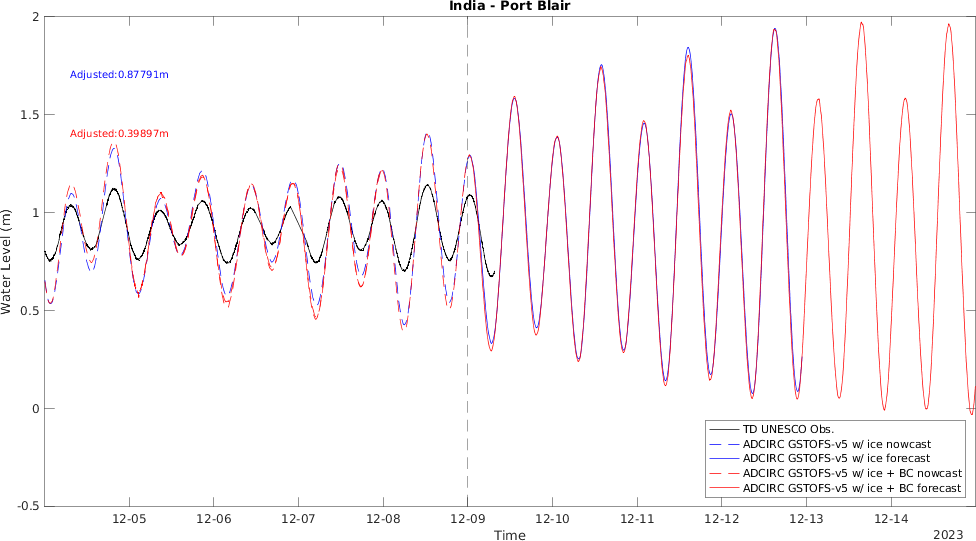 India - Port Blair
2
1.5
1
0.5
0
-0.5
Water Level (m)
Adjusted:0.87791m
Adjusted:0.39897m
TD UNESCO Obs.
ADCIRC GSTOFS-v5 w/ ice nowcast
ADCIRC GSTOFS-v5 w/ ice forecast
ADCIRC GSTOFS-v5 w/ ice + BC nowcast
ADCIRC GSTOFS-v5 w/ ice + BC forecast
12-05 12-06 12-07 12-08 12-09 12-10 12-11 12-12 12-13 12-14
Time
2023